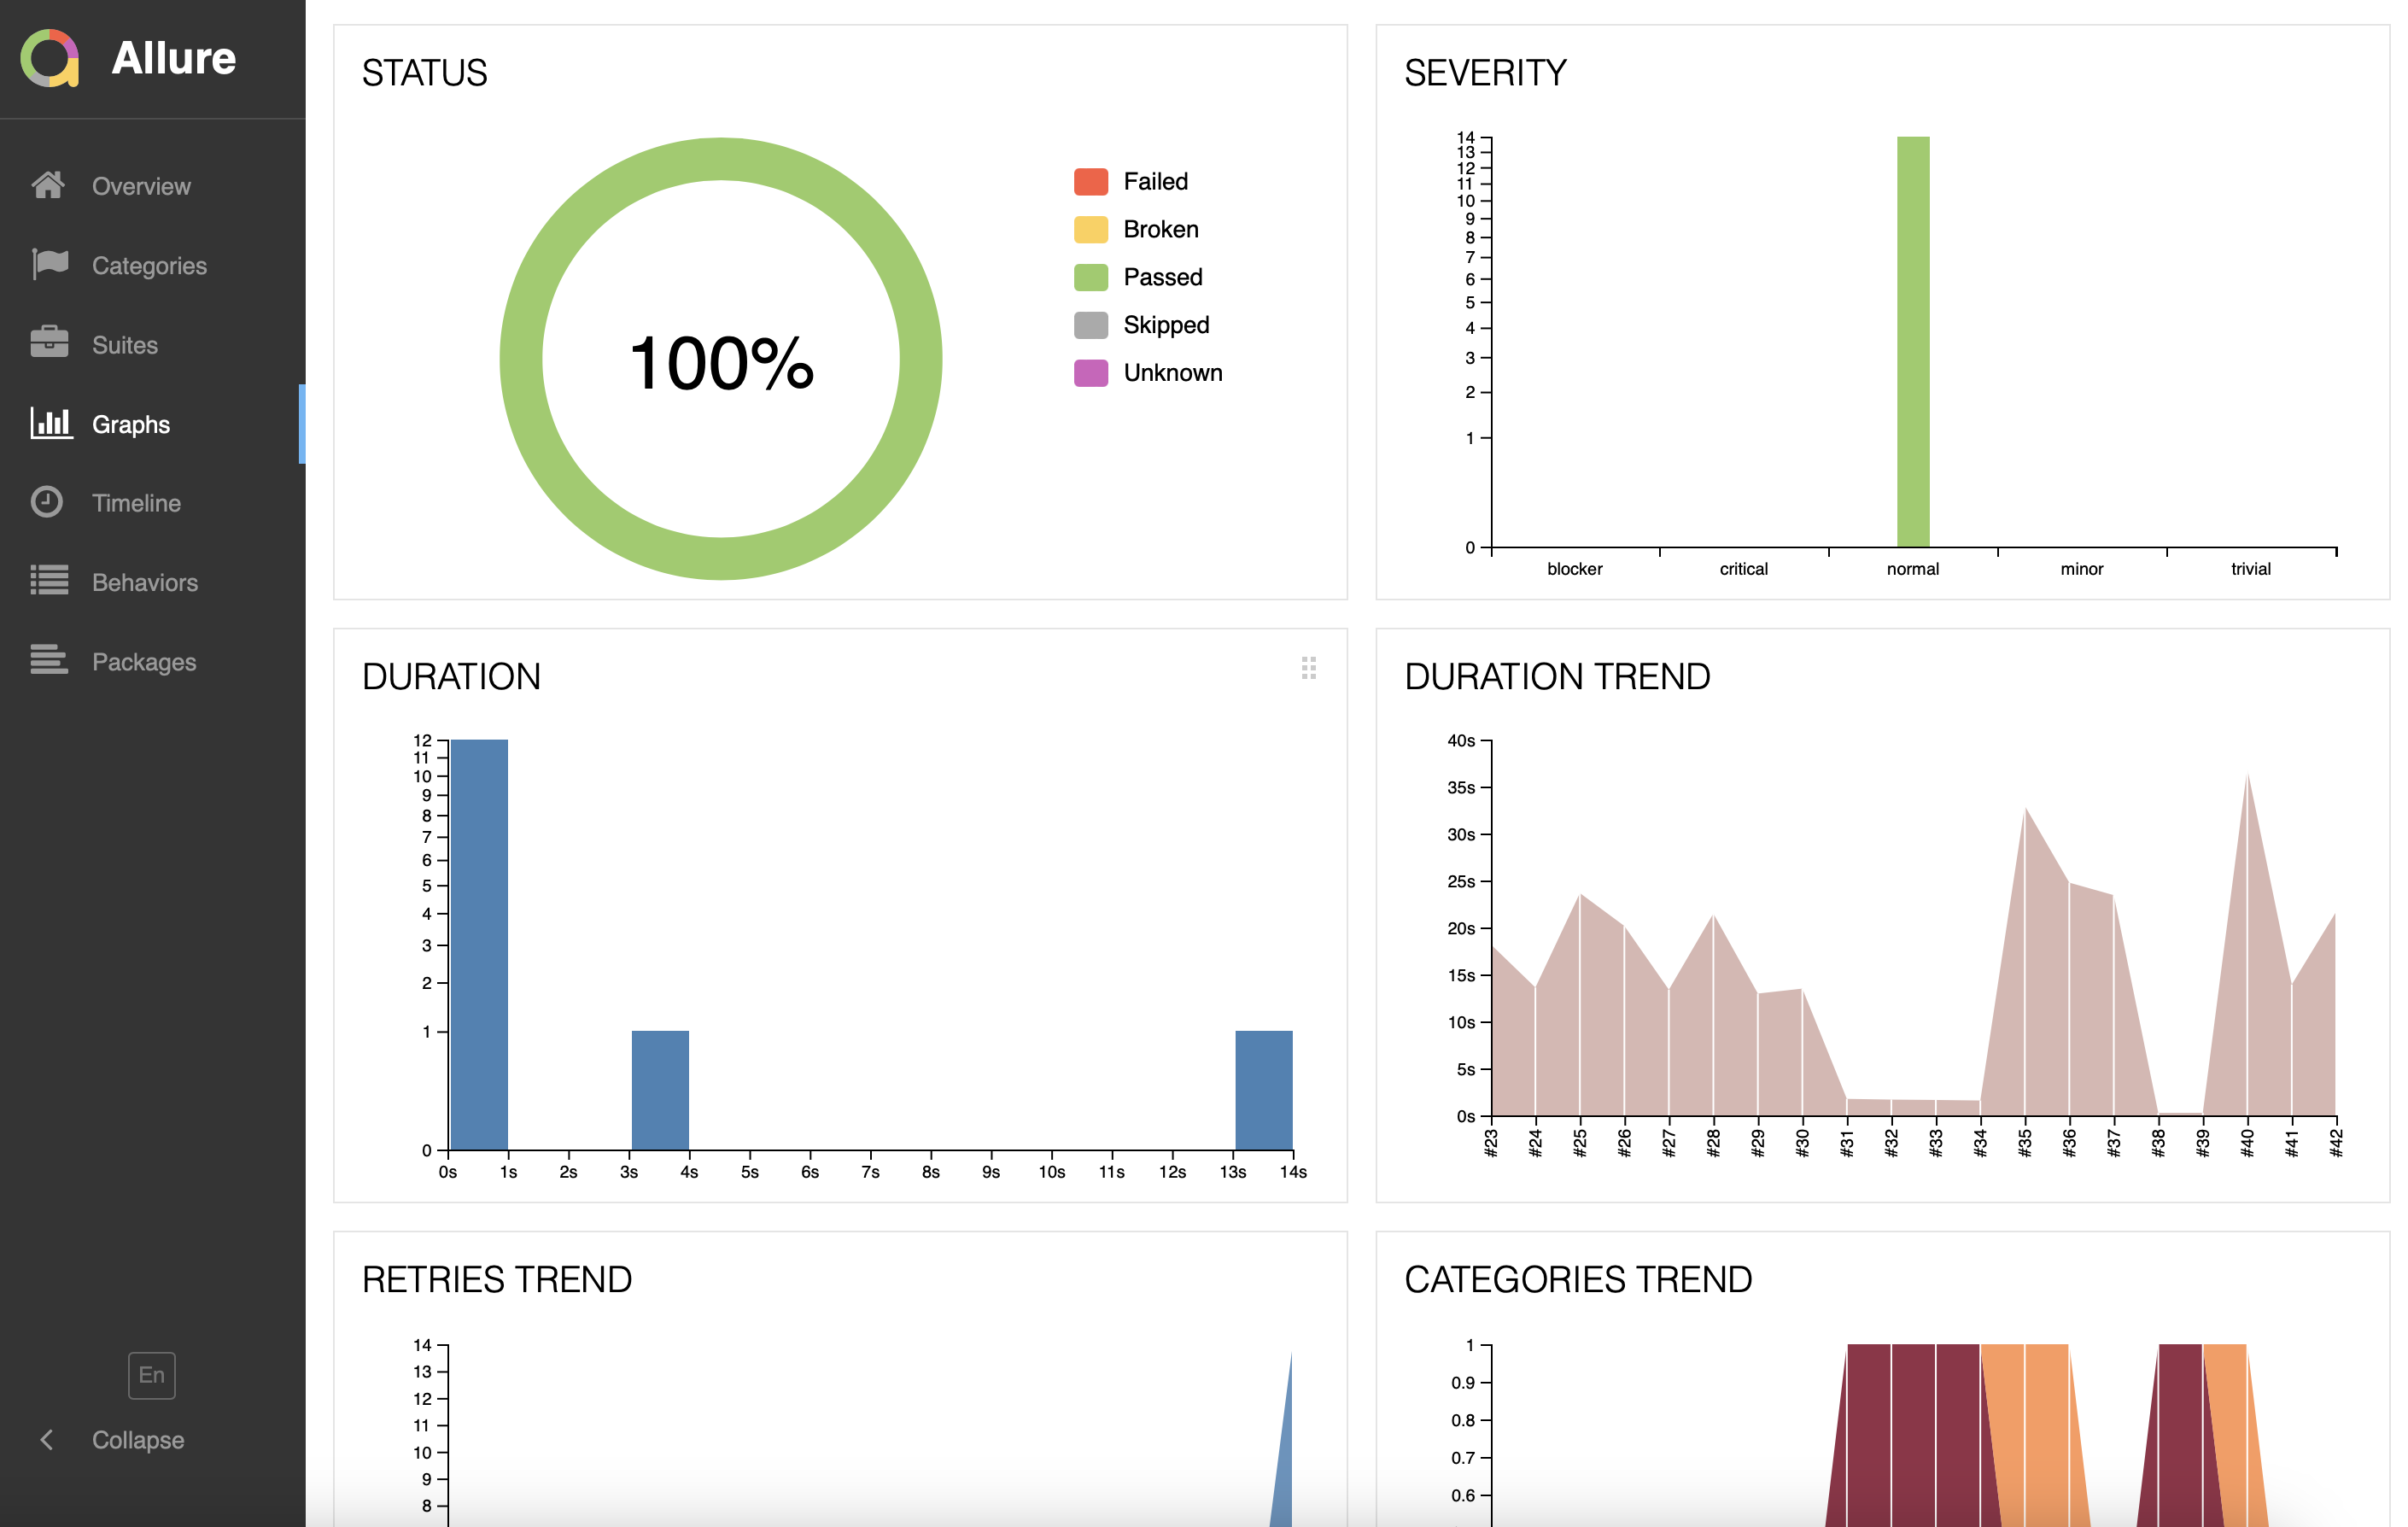 Allure
Overview
Categories
Suites
Graphs
Timeline
Behaviors
Packages
En
Collapse
STATUS
100%
Failed
Broken
Passed
Skipped
Unknown
SEVERITY
14
13
12
11
10
9
8
7
6
5
4
3
2
1
0
blocker critical normal minor trivial
DURATION
12
11
10
9
8
7
6
5
4
3
2
1
0
0s 1s 2s 3s 4s 5s 6s 7s 8s 9s 10s 11s 12s 13s 14s
DURATION TREND
40s
35s
30s
25s
20s
15s
10s
5s
0s
#23 #24 #25 #26 #27 #28 #29 #30 #31 #32 #33 #34 #35 #36 #37 #38 #39 #40 #41 #42
RETRIES TREND
14
13
12
11
10
9
8
CATEGORIES TREND
1
0.9
0.8
0.7
0.6